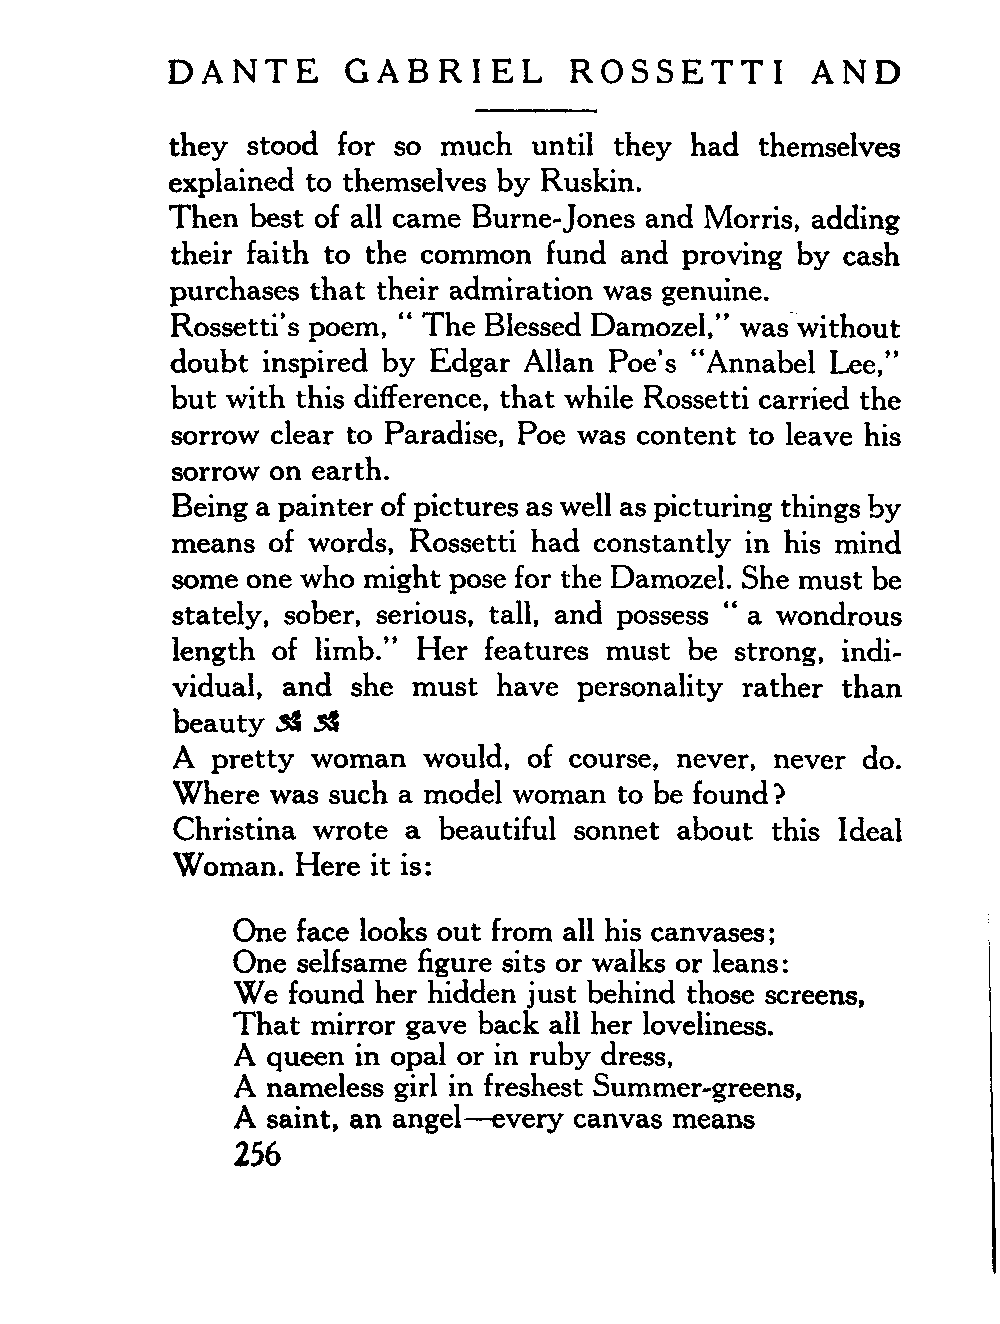 DANTE GABRIEL ROSSETTI AND
they stood for so much until they had themselves
explained to themselves by Ruskin.
Then best of all came Burne-Jones and Morris, adding
their faith to the common fund and proving by cash
purchases that their admiration was genuine.
Rossetti's poem, " The Blessed Damozel," was without
doubt inspired by Edgar Allan Poe's "Annabel Lee,"
but with this difference, that while Rossetti carried the
sorrow clear to Paradise, Poe was content to leave his
sorrow on earth.
Being a painter of pictures as well as picturing things by
means of words, Rossetti had constantly in his mind
some one who might pose for the Damozel. She must be
stately, sober, serious, tall, and possess " a wondrous
length of limb." Her features must be strong, indi-
vidual, and she must have personality rather than
beauty
A pretty woman would, of course, never, never do.
Where was such a model woman to be found?
Christina wrote a beautiful sonnet about this Ideal
Woman. Here it is:
One face looks out from all his canvases;
One selfsame figure sits or walks or leans:
We found her hidden just behind those screens,
That mirror gave back all her loveliness.
A queen in opal or in ruby dress,
A nameless girl in freshest Summer-greens,
A saint, an angel—every canvas means
256